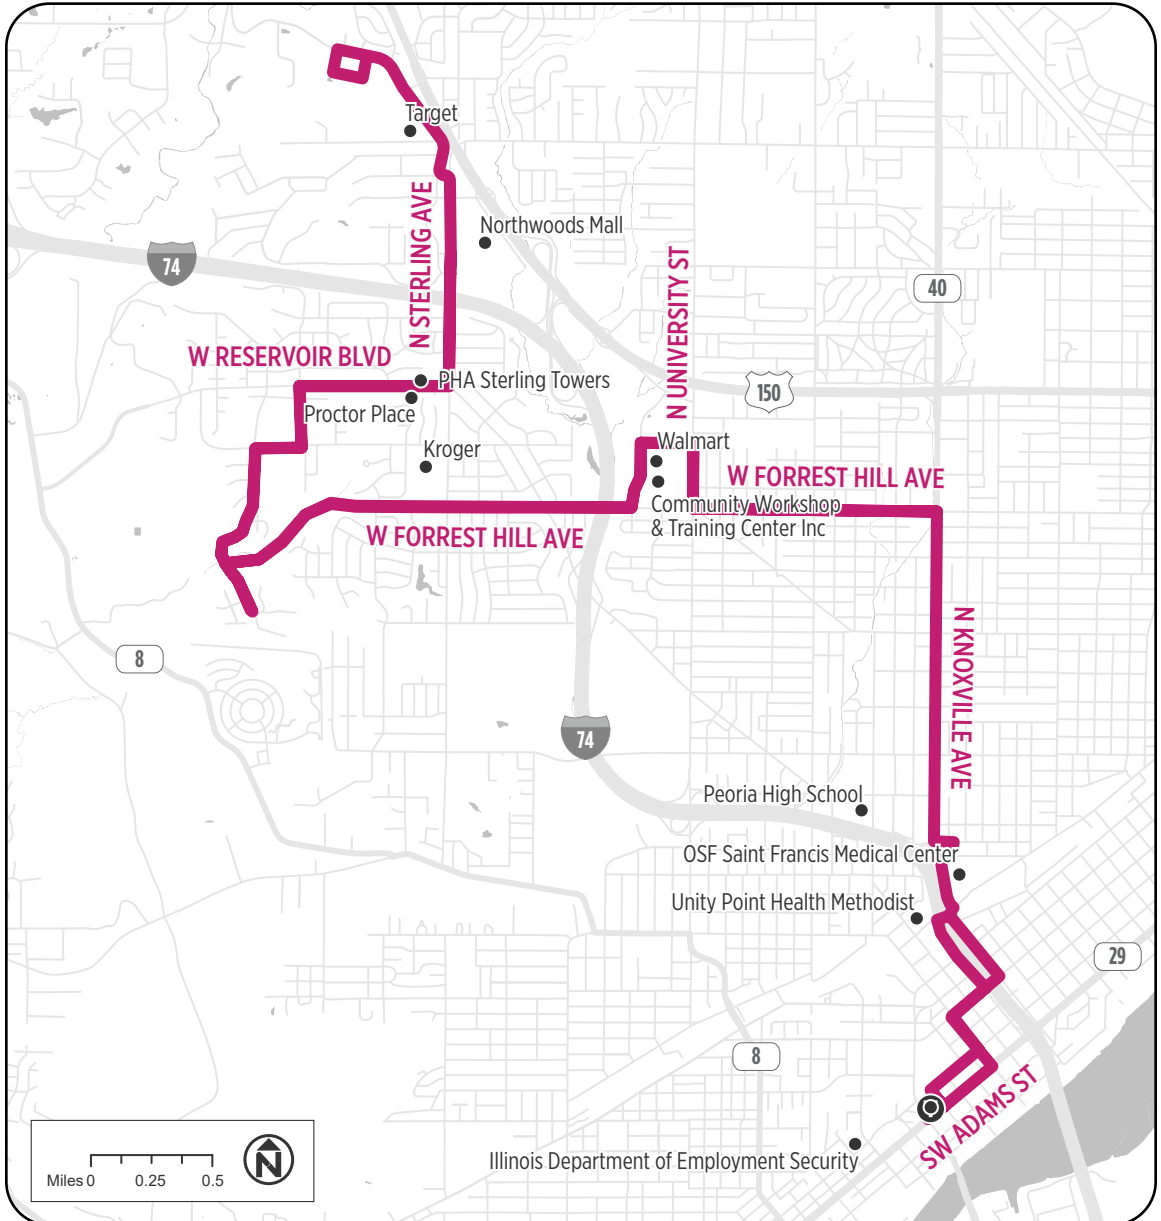 Target
N STERLING AVE
Northwoods Mall
74
N UNIVERSITY ST
40
W RESERVOIR BLVD
PHA Sterling Towers
150
Proctor Place
Kroger
Walmart
W FORREST HILL AVE
Community Workshop
& Training Center Inc
W FORREST HILL AVE
N KNOXVILLE AVE
8
74
Peoria High School
OSF Saint Francis Medical Center
Unity Point Health Methodist
29
8
SW ADAMS ST
Illinois Department of Employment Security
Miles 0 0.25 0.5
N